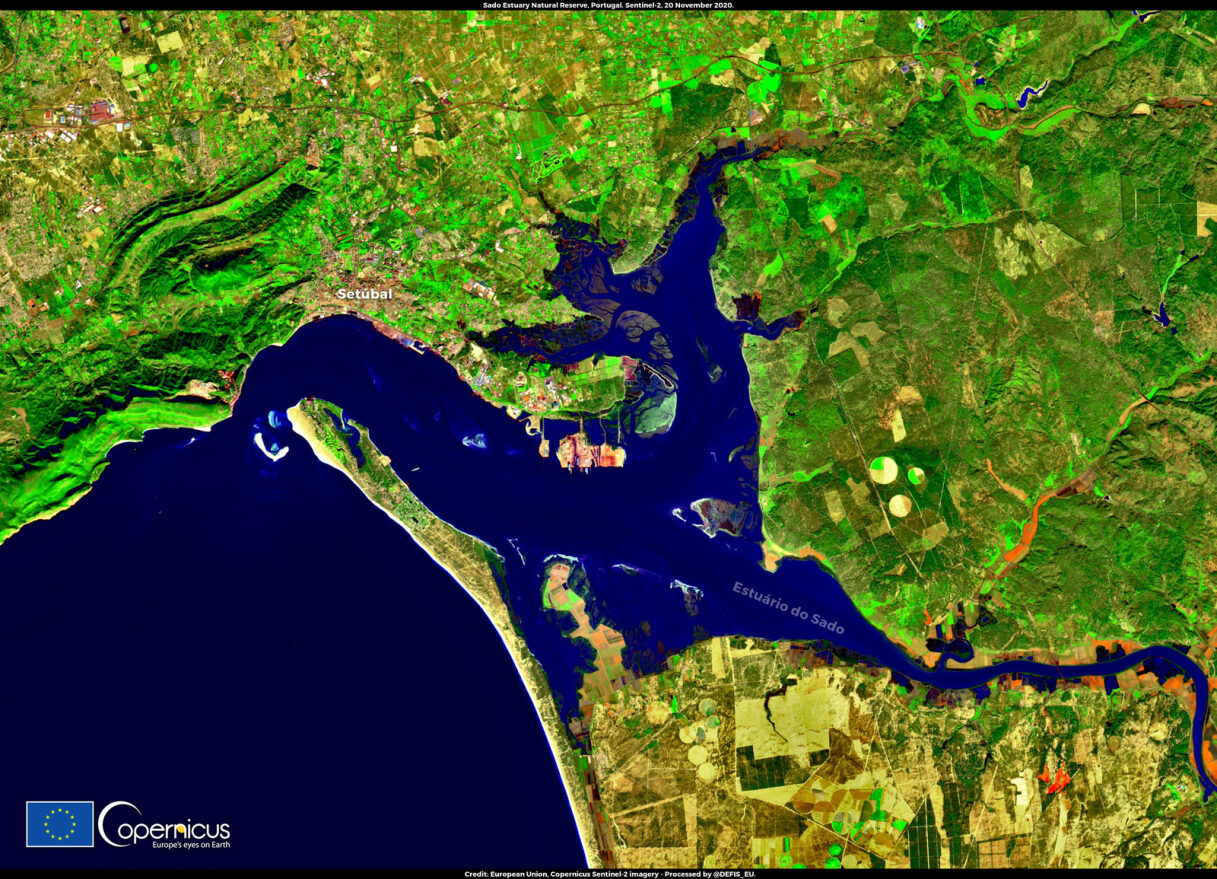 Sado Estuary Natural Reserve, Portugal. Sentinel-2, 20 November 2020.
Setúbal
Estuário do Sado
Copernicus
Europe's eyes on Earth
Credit: European Union, Copernicus Sentinel-2 imagery - Processed by @DEFIS_EU.